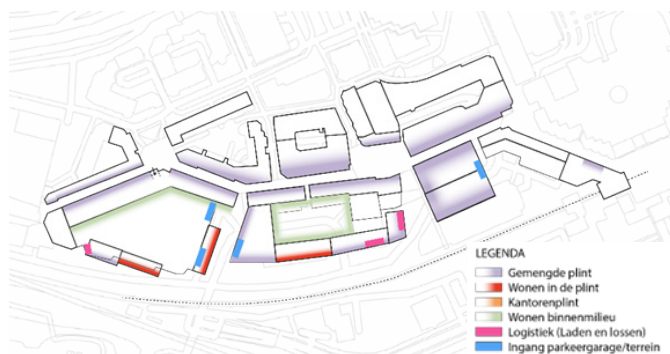 LEGENDA
Gemengde plint
Wonen in de plint
Kantorenplint
Wonen binnenmilieu
Logistiek (Laden en lossen)
Ingang parkeergarage/terrein